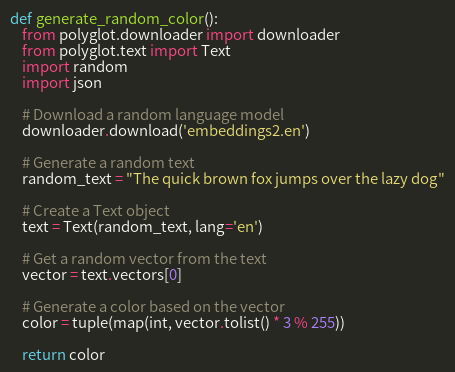 def generate_random_color():
    from polyglot.downloader import downloader
    from polyglot.text import Text
    import random
    import json

    # Download a random language model
    downloader.download('embeddings2.en')

    # Generate a random text
    random_text = "The quick brown fox jumps over the lazy dog"

    # Create a Text object
    text = Text(random_text, lang='en')

    # Get a random vector from the text
    vector = text.vectors[0]

    # Generate a color based on the vector
    color = tuple(map(int, vector.tolist() * 3 % 255))

    return color